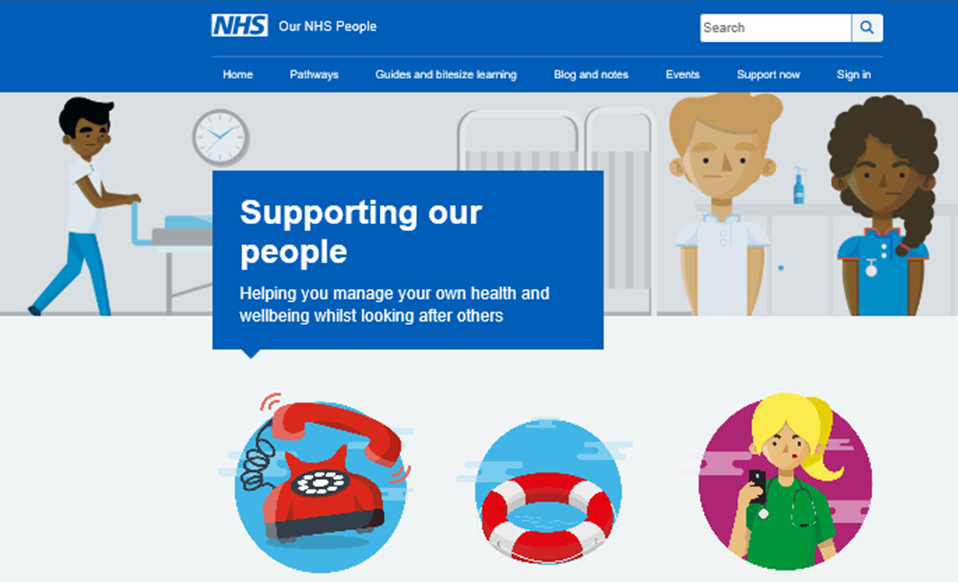 NHS Our NHS People
Search
Home Pathways Guides and bitesize learning Blog and notes Events Support now Sign in
Supporting our
people
Helping you manage your own health and
wellbeing whilst looking after others